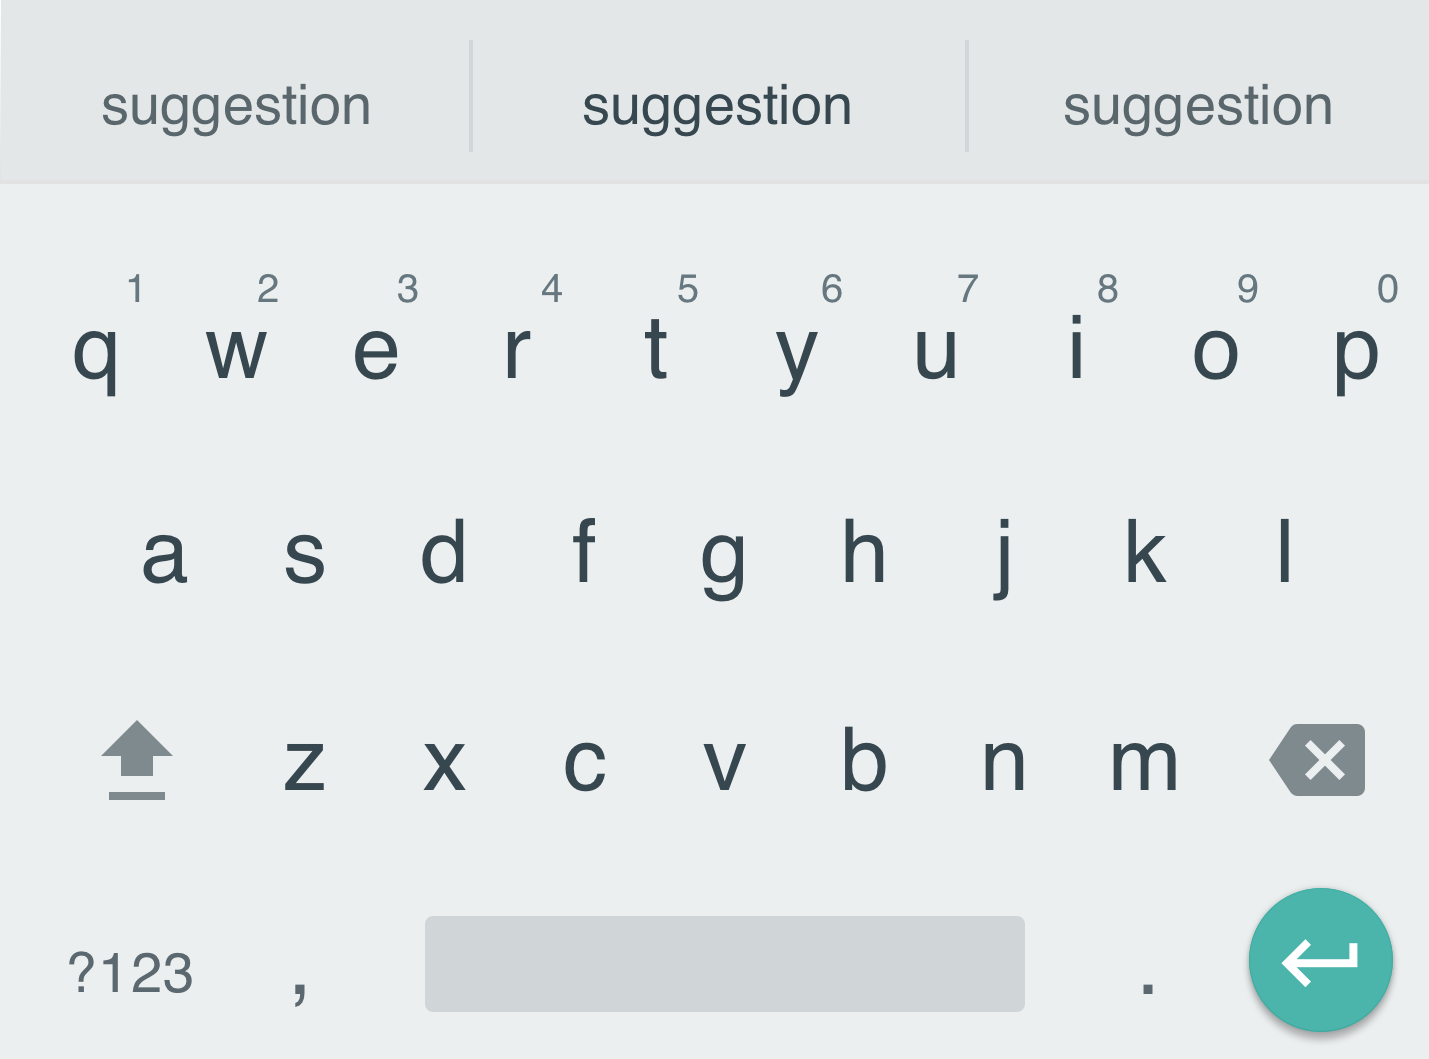 suggestion suggestion suggestion
1 2 3 4 5 6 7 8 9 0
q w e r t y u i o p
a s d f g h j k l
z x c v b n m
?123 , .